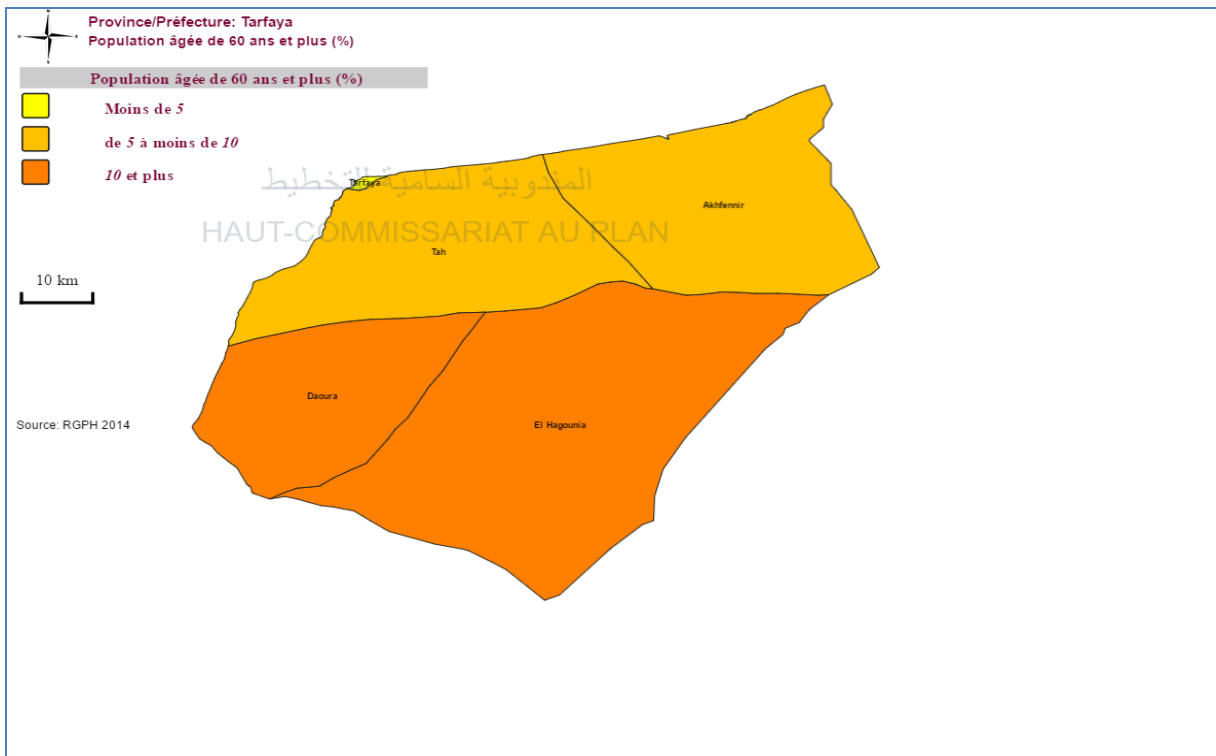 Province/Préfecture: Tarfaya
Population âgée de 60 ans et plus (%)
Population âgée de 60 ans et plus (%)
Moins de 5
de 5 à moins de 10
10 et plus
المندوبية السامية للتخطيط
Tarfaya
Akhfennir
HAUT-COMMISSARIAT AU PLAN
Tah
10 km
Daoura
El Hagounia
Source: RGPH 2014